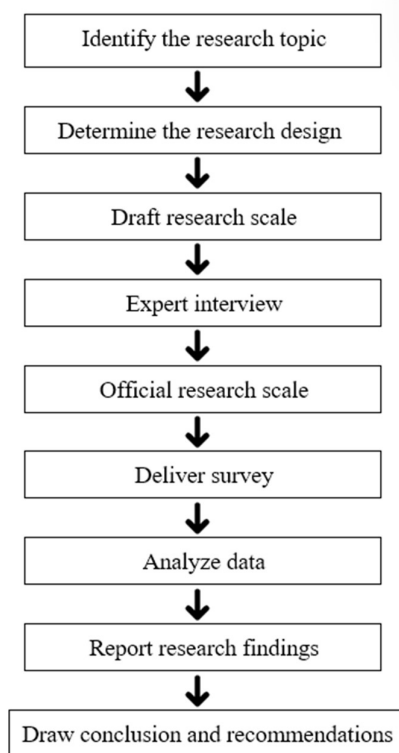 Identify the research topic
Determine the research design
Draft research scale
Expert interview
Official research scale
Deliver survey
Analyze data
Report research findings
Draw conclusion and recommendations